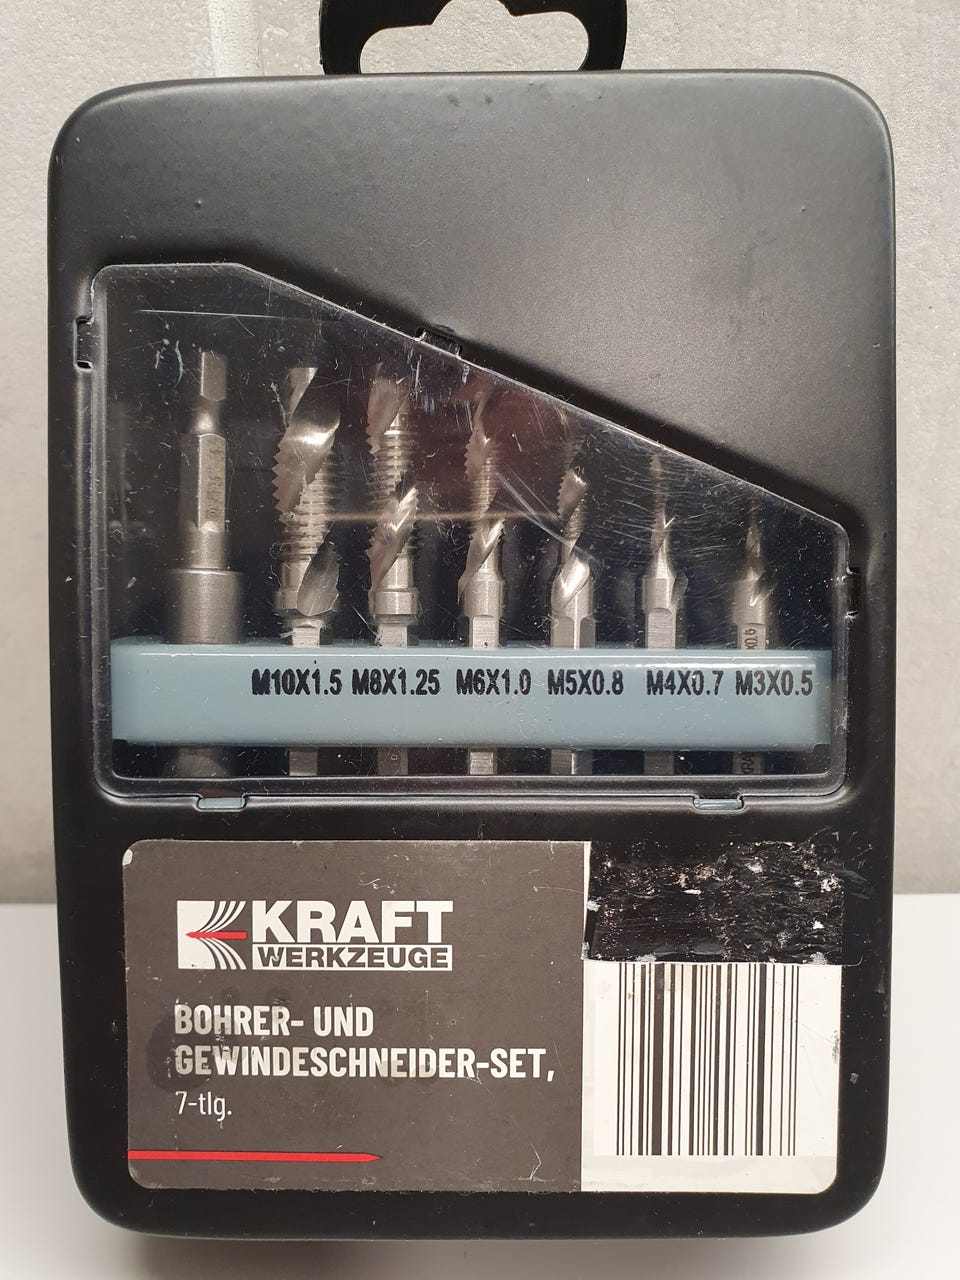 M10X1.5 M8X1.25 M6X1.0 M5X0.8 M4X0.7 M3X0.5
KRAFT
WERKZEUGE
BOHRER- UND
GEWINDESCHNEIDER-SET,
7-tlg.